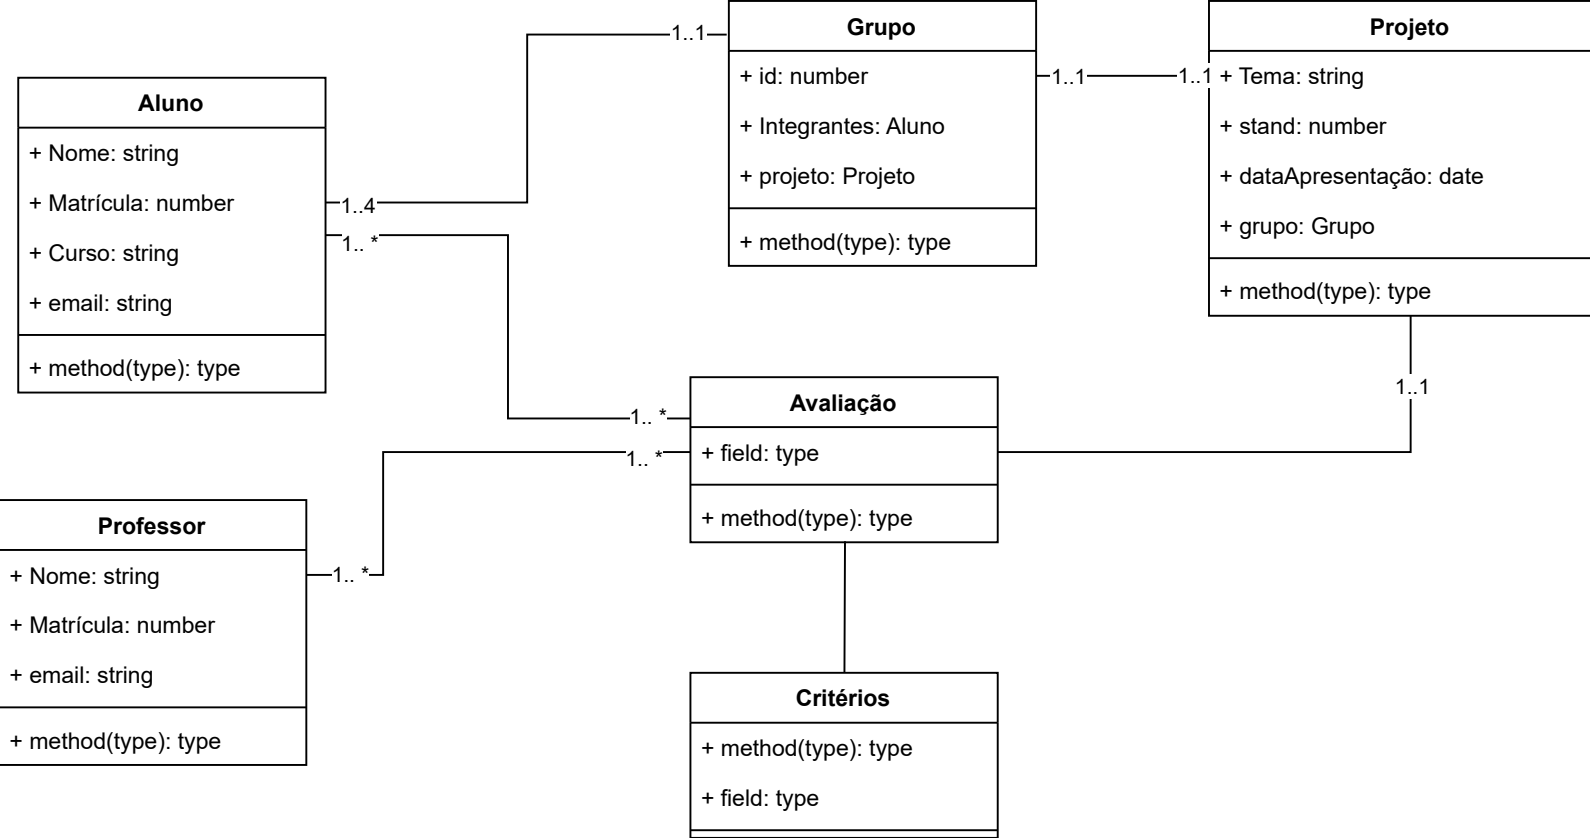 Grupo
+ id: number
+ Integrantes: Aluno
+ projeto: Projeto
+ method(type): type
Projeto
+ Tema: string
+ stand: number
+ dataApresentação: date
+ grupo: Grupo
+ method(type): type
1..1
1..1
1..1
Aluno
+ Nome: string
+ Matrícula: number
+ Curso: string
+ email: string
+ method(type): type
1..4
1.. *
1..1
Avaliação
+ field: type
+ method(type): type
1.. *
1.. *
Professor
+ Nome: string
+ Matrícula: number
+ email: string
+ method(type): type
1.. *
Critérios
+ method(type): type
+ field: type